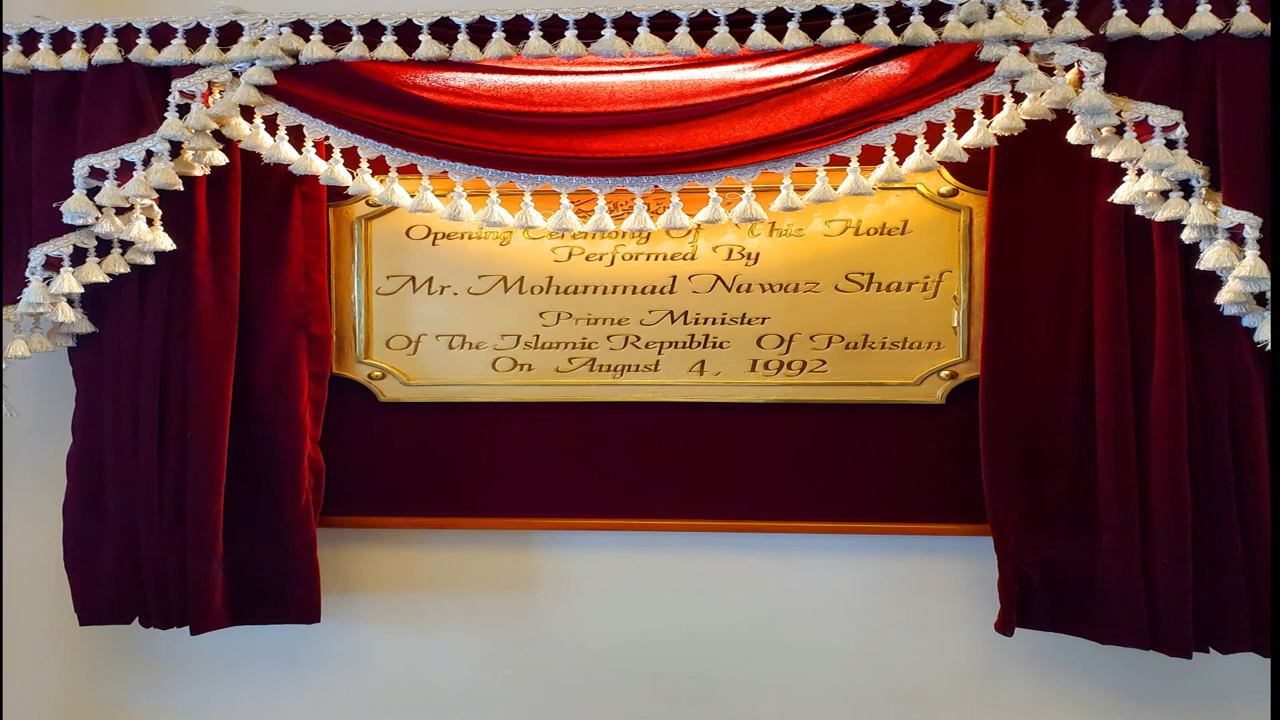 Opening Ceremony Of This Hotel
Performed By
Mr. Mohammad Nawaz Sharif
Prime Minister
Of The Islamic Republic Of Pakistan
On August 4, 1992